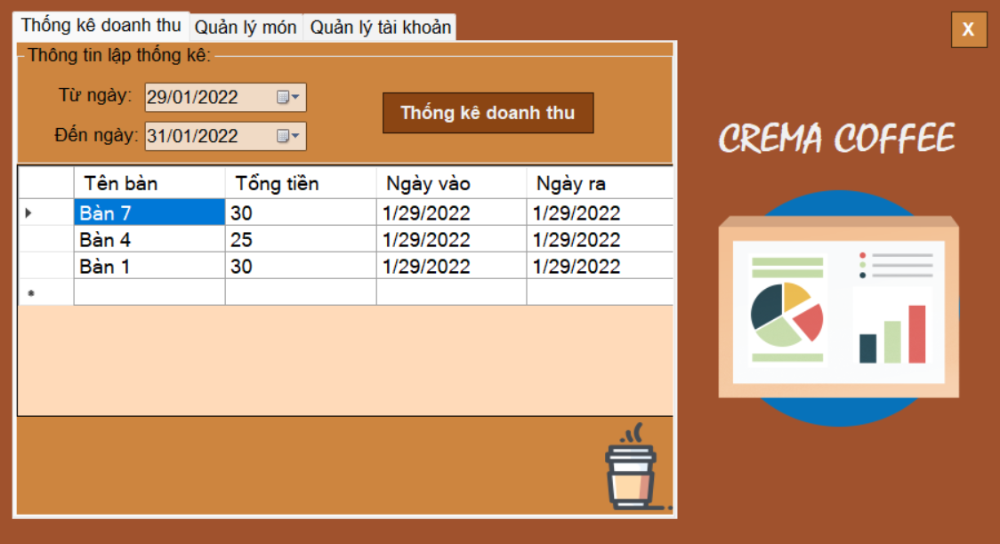 Thống kê doanh thu Quản lý món Quản lý tài khoản
X
Thông tin lập thống kê:
Từ ngày: 29/01/2022
Thống kê doanh thu
Đến ngày: 31/01/2022
CREMA COFFEE
Tên bàn Tổng tiền Ngày vào Ngày ra
Bàn 7 30 1/29/2022 1/29/2022
Bàn 4 25 1/29/2022 1/29/2022
Bàn 1 30 1/29/2022 1/29/2022